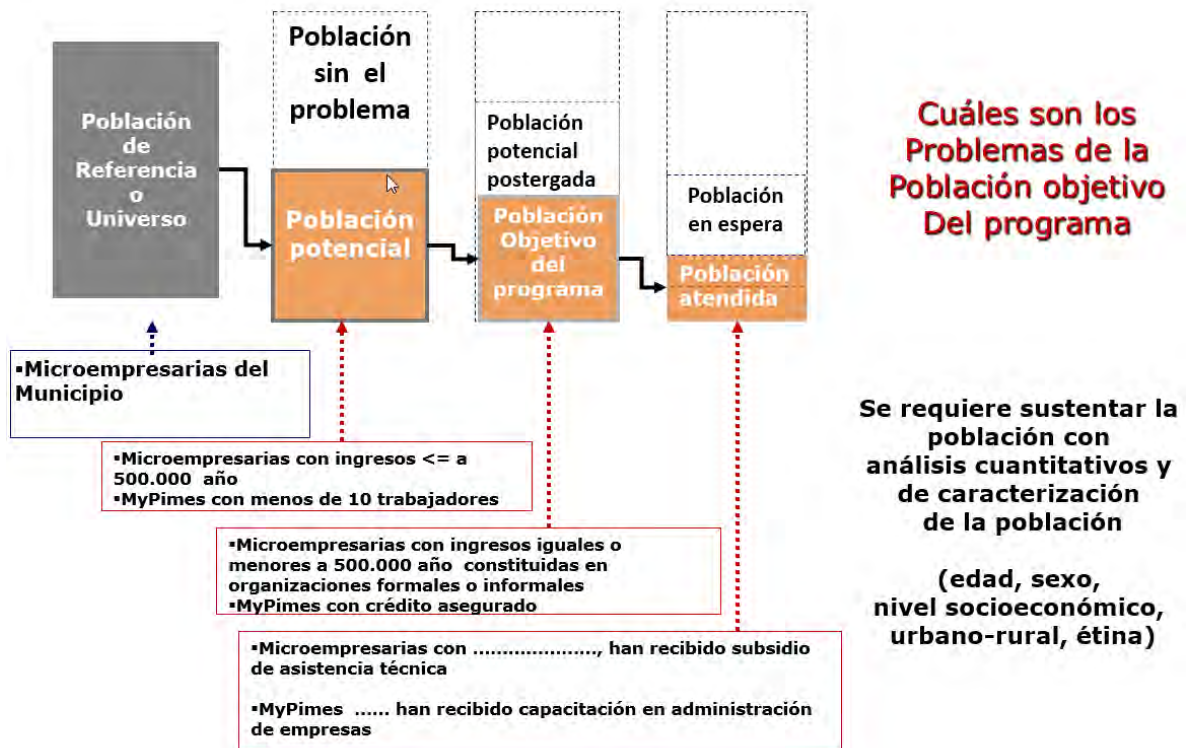 Población
de
Referencia
o
Universo
Población
sin el
problema
Población
potencial
Población
potencial
postergada
Población
Objetivo
del
programa
Población
en espera
Población
atendida
Cuáles son los
Problemas de la
Población objetivo
Del programa
▪Microempresarias del
Municipio
▪Microempresarias con ingresos <= a
500.000 año
▪MyPimes con menos de 10 trabajadores
▪Microempresarias con ingresos iguales o
menores a 500.000 año constituidas en
organizaciones formales o informales
▪MyPimes con crédito asegurado
▪Microempresarias con ....................., han recibido subsidio
de asistencia técnica
▪MyPimes ...... han recibido capacitación en administración
de empresas
Se requiere sustentar la
población con
análisis cuantitativos y
de caracterización
de la población
(edad, sexo,
nivel socioeconómico,
urbano-rural, étina)